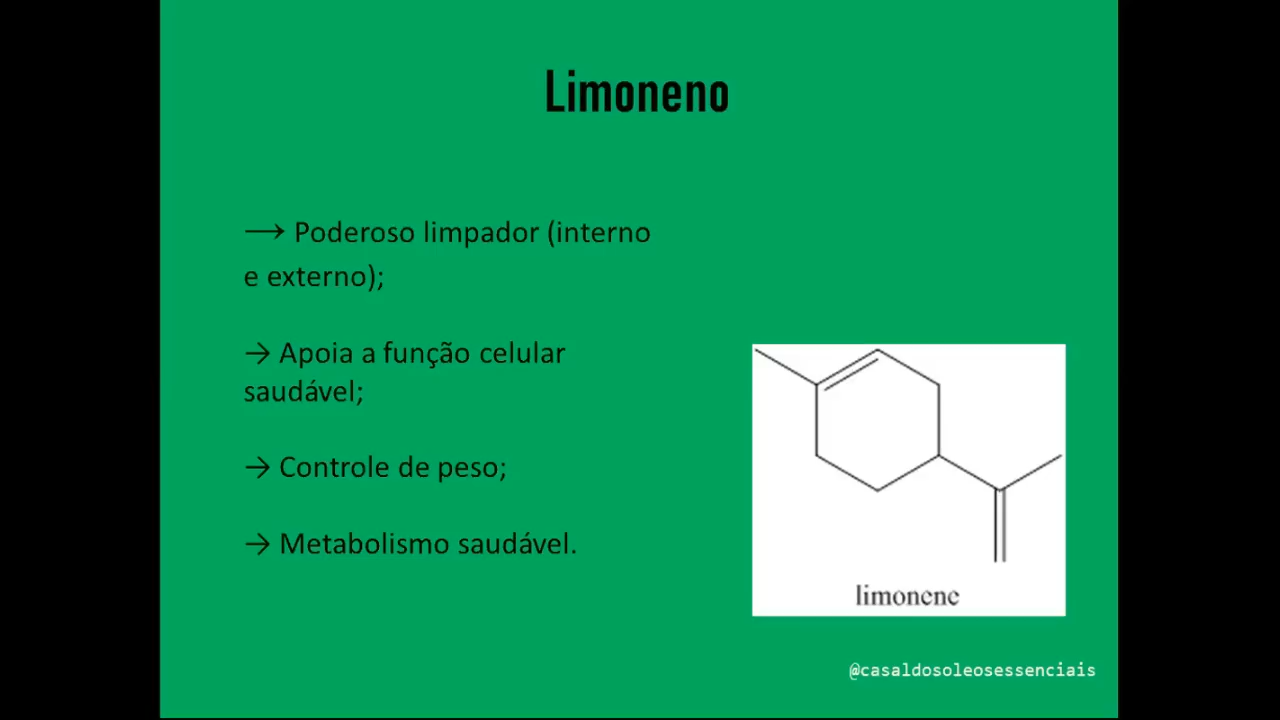 Limoneno
⟶ Poderoso limpador (interno
e externo);
→ Apoia a função celular
saudável;
→ Controle de peso;
→ Metabolismo saudável.
limonene
@casaldosoleosessenciais